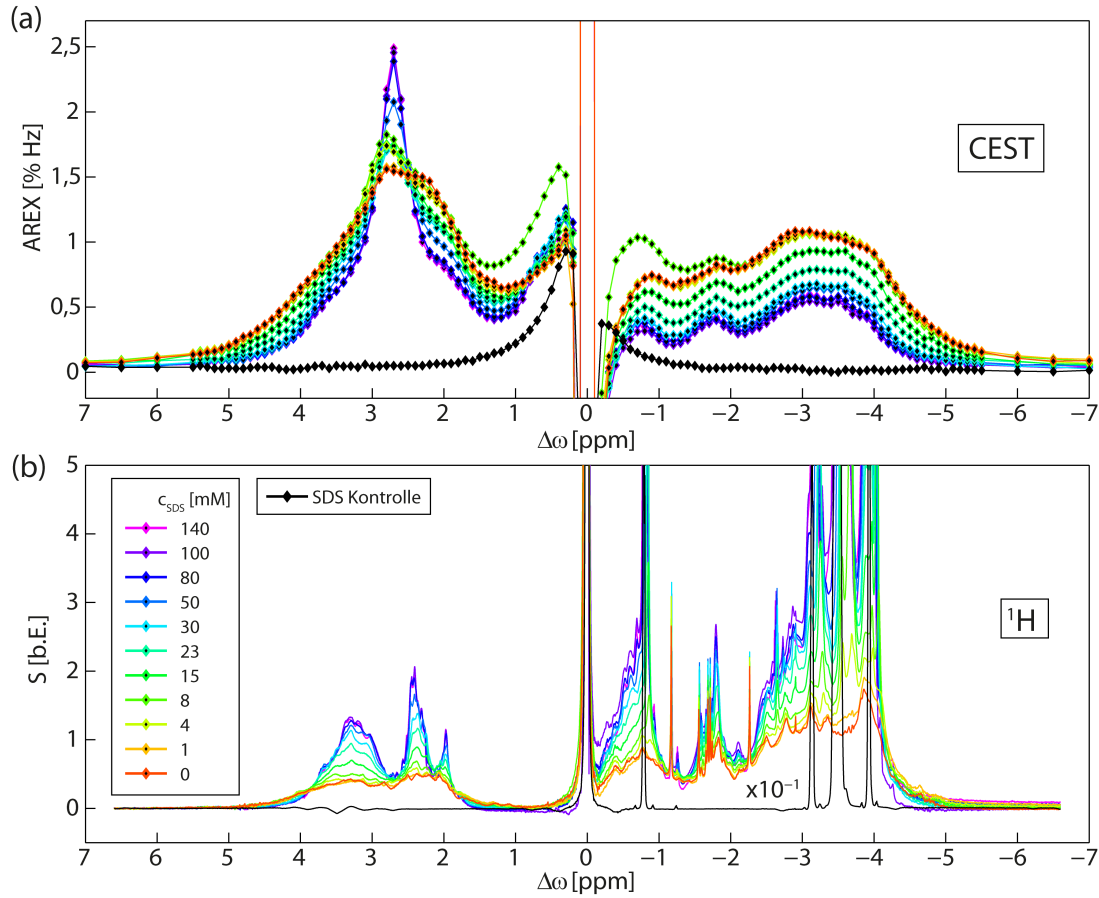 (a)
AREX [% Hz]
2,5
2
1,5
1
0,5
0
CEST
7 6 5 4 3 2 1 0 −1 −2 −3 −4 −5 −6 −7
Δω [ppm]
(b)
S [b.E.]
5
4
3
2
1
0
c_SDS [mM]
140
100
80
50
30
23
15
8
4
1
0
SDS Kontrolle
¹H
x10⁻¹
7 6 5 4 3 2 1 0 −1 −2 −3 −4 −5 −6 −7
Δω [ppm]